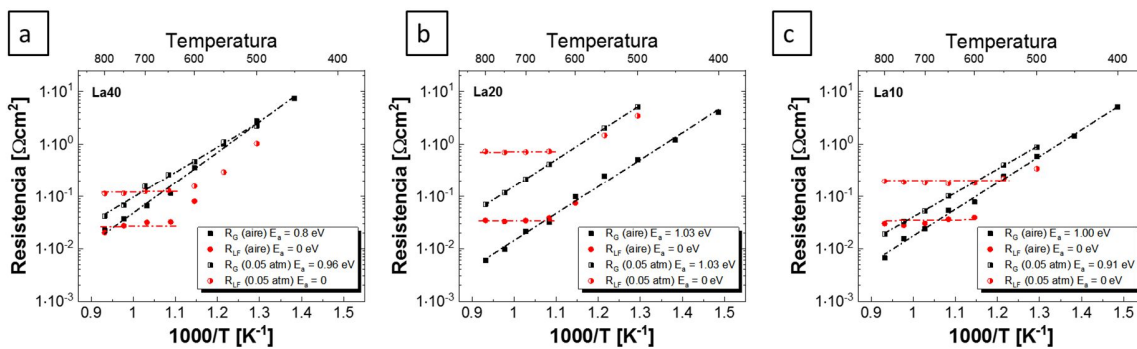 a
Temperatura
800 700 600 500 400
La40
1·10¹
1·10⁰
1·10⁻¹
1·10⁻²
1·10⁻³
Resistencia [Ωcm²]
R_G (aire) E_a = 0.8 eV
R_LF (aire) E_a = 0 eV
R_G (0.05 atm) E_a = 0.96 eV
R_LF (0.05 atm) E_a = 0
0.9 1 1.1 1.2 1.3 1.4 1.5
1000/T [K⁻¹]
b
Temperatura
800 700 600 500 400
La20
1·10¹
1·10⁰
1·10⁻¹
1·10⁻²
1·10⁻³
Resistencia [Ωcm²]
R_G (aire) E_a = 1.03 eV
R_LF (aire) E_a = 0 eV
R_G (0.05 atm) E_a = 1.03 eV
R_LF (0.05 atm) E_a = 0 eV
0.9 1 1.1 1.2 1.3 1.4 1.5
1000/T [K⁻¹]
c
Temperatura
800 700 600 500 400
La10
1·10¹
1·10⁰
1·10⁻¹
1·10⁻²
1·10⁻³
Resistencia [Ωcm²]
R_G (aire) E_a = 1.00 eV
R_LF (aire) E_a = 0 eV
R_G (0.05 atm) E_a = 0.91 eV
R_LF (0.05 atm) E_a = 0 eV
0.9 1 1.1 1.2 1.3 1.4 1.5
1000/T [K⁻¹]